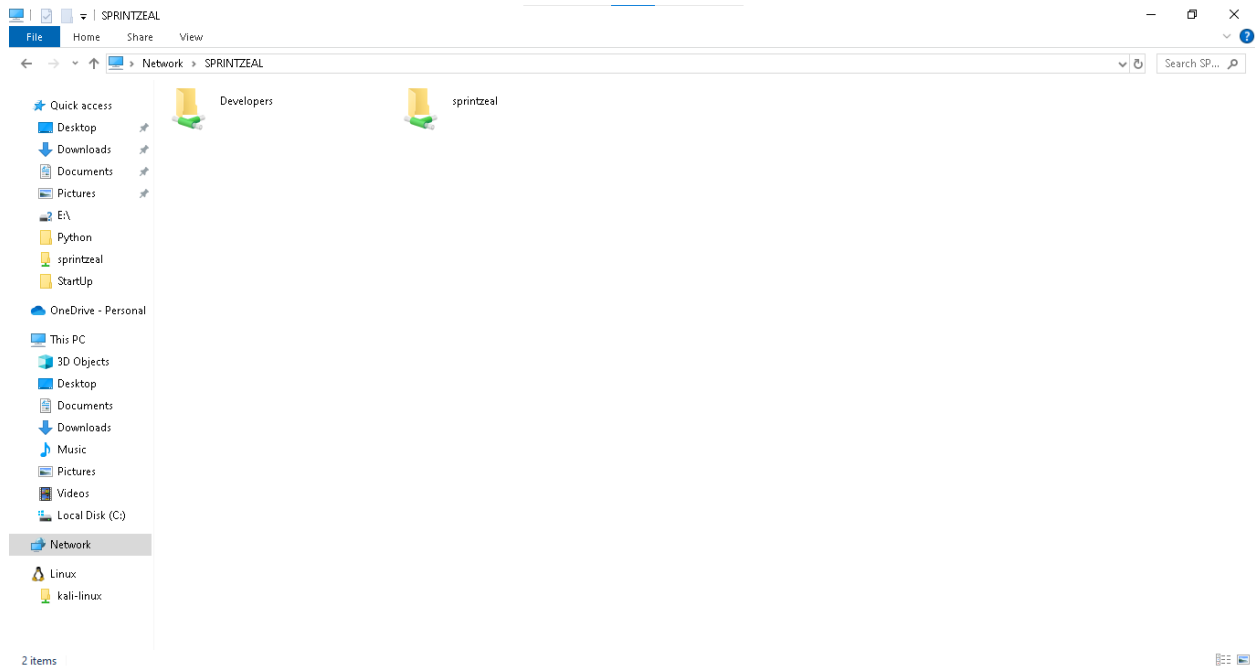 SPRINTZEAL
File Home Share View
Network SPRINTZEAL
Search SP...
Quick access
Desktop
Downloads
Documents
Pictures
E:\
Python
sprintzeal
StartUp
OneDrive - Personal
This PC
3D Objects
Desktop
Documents
Downloads
Music
Pictures
Videos
Local Disk (C:)
Network
Linux
kali-linux
Developers
sprintzeal
2 items